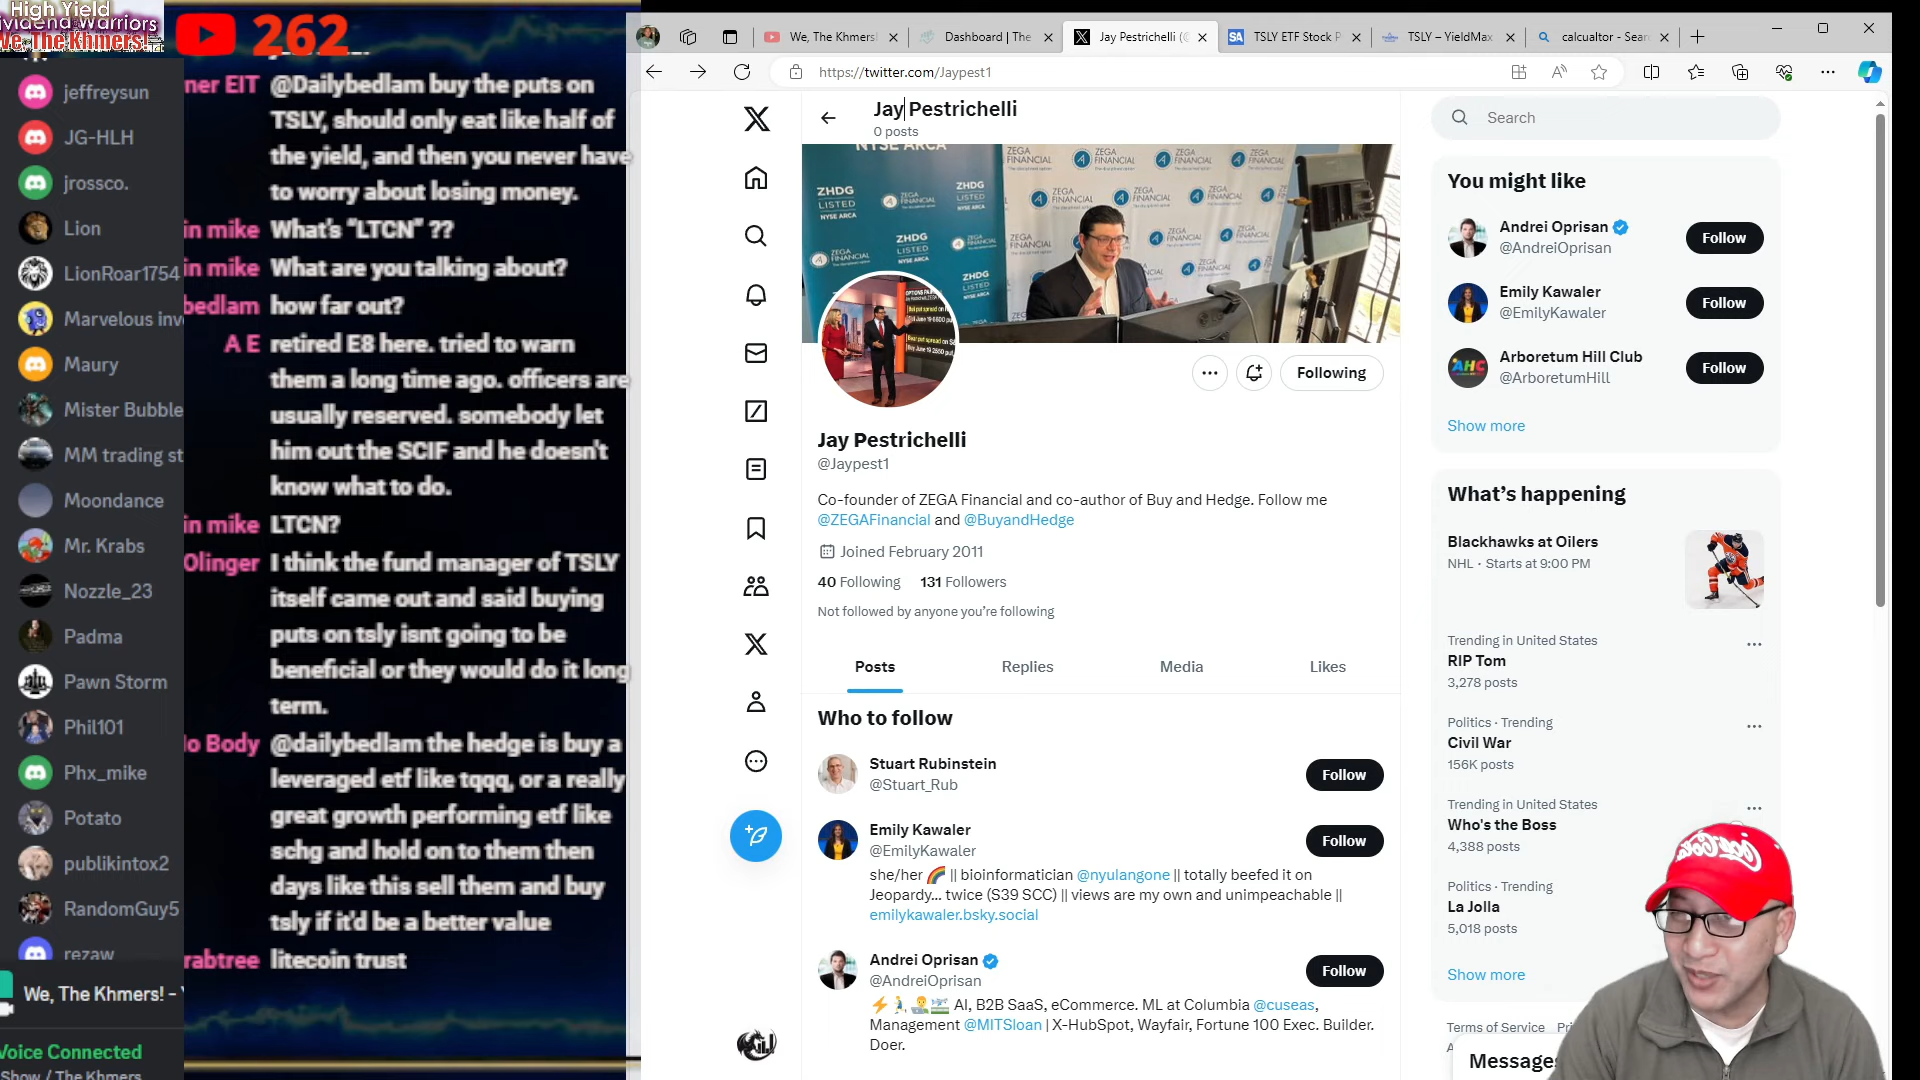 High Yield
Dividend Warriors
We, The Khmers!
262
jeffreysun
JG-HLH
jrossco.
Lion
LionRoar1754
Marvelous inv
Maury
Mister Bubble
MM trading st
Moondance
Mr. Krabs
Nozzle_23
Padma
Pawn Storm
Phil101
Phx_mike
Potato
publikintox2
RandomGuy5
rezaw
We, The Khmers! -
Voice Connected
Show / The Khmers
ner EIT @Dailybedlam buy the puts on
TSLY, should only eat like half of
the yield, and then you never have
to worry about losing money.
in mike What's "LTCN" ??
in mike What are you talking about?
bedlam how far out?
A E retired E8 here. tried to warn
them a long time ago. officers are
usually reserved. somebody let
him out the SCIF and he doesn't
know what to do.
in mike LTCN?
Olinger I think the fund manager of TSLY
itself came out and said buying
puts on tsly isnt going to be
beneficial or they would do it long
term.
lo Body @dailybedlam the hedge is buy a
leveraged etf like tqqq, or a really
great growth performing etf like
schg and hold on to them then
days like this sell them and buy
tsly if it'd be a better value
rabtree litecoin trust
We, The Khmers!
Dashboard | The
Jay Pestrichelli (@
TSLY ETF Stock P
TSLY – YieldMax
calcualtor - Sear
https://twitter.com/Jaypest1
Jay Pestrichelli
0 posts
NYSE ARCA
ZHDG
LISTED
NYSE ARCA
ZEGA
FINANCIAL
ZHDG
LISTED
NYSE ARCA
ZEGA
FINANCIAL
Following
Jay Pestrichelli
@Jaypest1
Co-founder of ZEGA Financial and co-author of Buy and Hedge. Follow me
@ZEGAFinancial and @BuyandHedge
Joined February 2011
40 Following 131 Followers
Not followed by anyone you're following
Posts Replies Media Likes
Who to follow
Stuart Rubinstein
@Stuart_Rub
Follow
Emily Kawaler
@EmilyKawaler
Follow
she/her 🌈 || bioinformatician @nyulangone || totally beefed it on
Jeopardy... twice (S39 SCC) || views are my own and unimpeachable ||
emilykawaler.bsky.social
Andrei Oprisan
@AndreiOprisan
Follow
AI, B2B SaaS, eCommerce. ML at Columbia @cuseas,
Management @MITSloan | X-HubSpot, Wayfair, Fortune 100 Exec. Builder.
Doer.
Search
You might like
Andrei Oprisan
@AndreiOprisan
Follow
Emily Kawaler
@EmilyKawaler
Follow
Arboretum Hill Club
@ArboretumHill
Follow
AHC
Show more
What's happening
Blackhawks at Oilers
NHL · Starts at 9:00 PM
Trending in United States
RIP Tom
3,278 posts
Politics · Trending
Civil War
156K posts
Trending in United States
Who's the Boss
4,388 posts
Politics · Trending
La Jolla
5,018 posts
Show more
Terms of Service
Messages
Coca-Cola